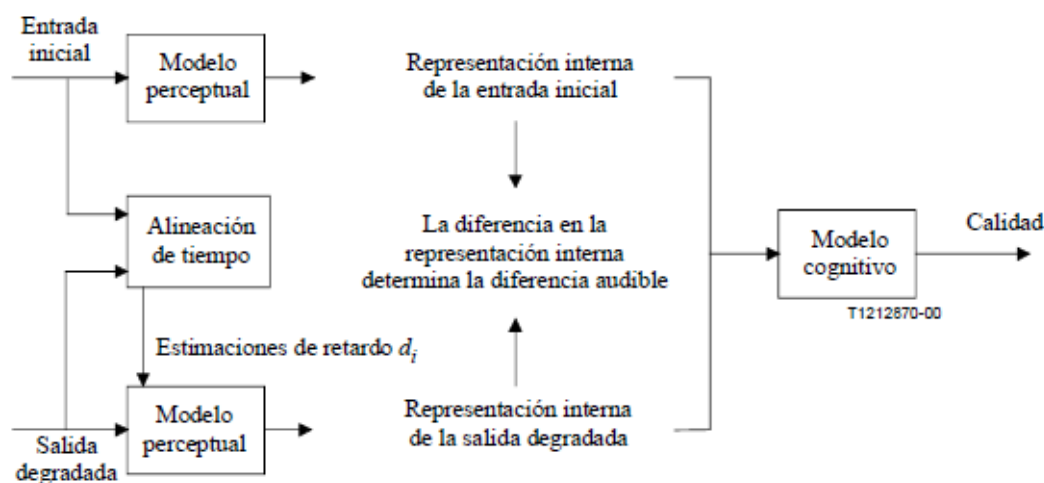 Entrada
inicial
Modelo
perceptual
Representación interna
de la entrada inicial
Alineación
de tiempo
La diferencia en la
representación interna
determina la diferencia audible
Modelo
cognitivo
Calidad
T1212870-00
Estimaciones de retardo dᵢ
Salida
degradada
Modelo
perceptual
Representación interna
de la salida degradada